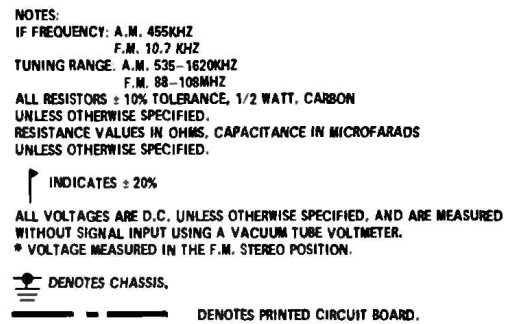 NOTES:
IF FREQUENCY: A.M. 455KHZ
F.M. 10.7 KHZ
TUNING RANGE: A.M. 535-1620KHZ
F.M. 88-108MHZ
ALL RESISTORS ± 10% TOLERANCE, 1/2 WATT, CARBON
UNLESS OTHERWISE SPECIFIED.
RESISTANCE VALUES IN OHMS, CAPACITANCE IN MICROFARADS
UNLESS OTHERWISE SPECIFIED.
INDICATES ± 20%
ALL VOLTAGES ARE D.C. UNLESS OTHERWISE SPECIFIED, AND ARE MEASURED
WITHOUT SIGNAL INPUT USING A VACUUM TUBE VOLTMETER.
* VOLTAGE MEASURED IN THE F.M. STEREO POSITION.
DENOTES CHASSIS.
DENOTES PRINTED CIRCUIT BOARD.